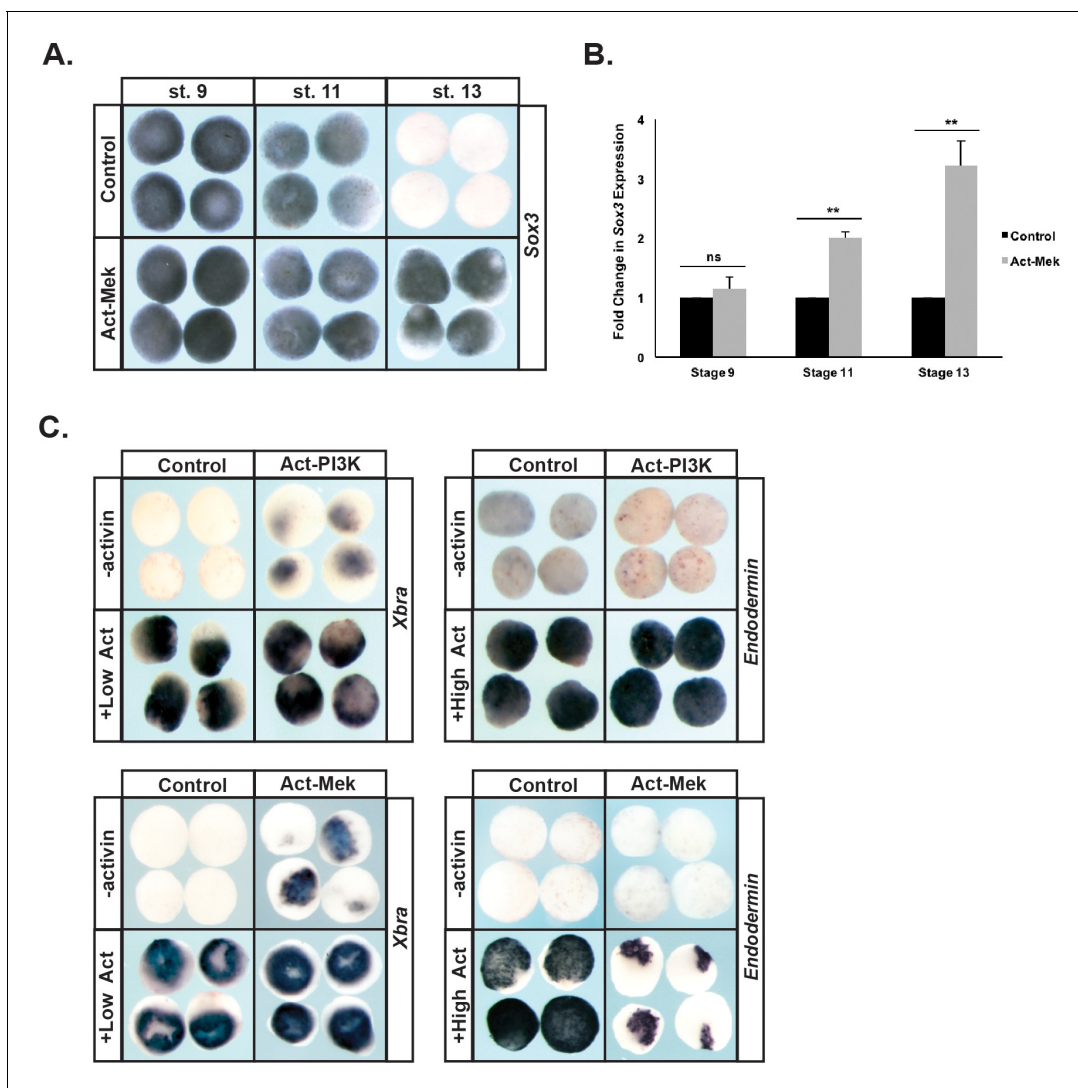 A.
st. 9 st. 11 st. 13
Control
Act-Mek
Sox3
B.
Fold Change in Sox3 Expression
4
3
2
1
0
ns
**
**
Stage 9 Stage 11 Stage 13
Control
Act-Mek
C.
Control Act-PI3K
-activin
+Low Act
Xbra
Control Act-PI3K
-activin
+High Act
Endodermin
Control Act-Mek
-activin
+Low Act
Xbra
Control Act-Mek
-activin
+High Act
Endodermin